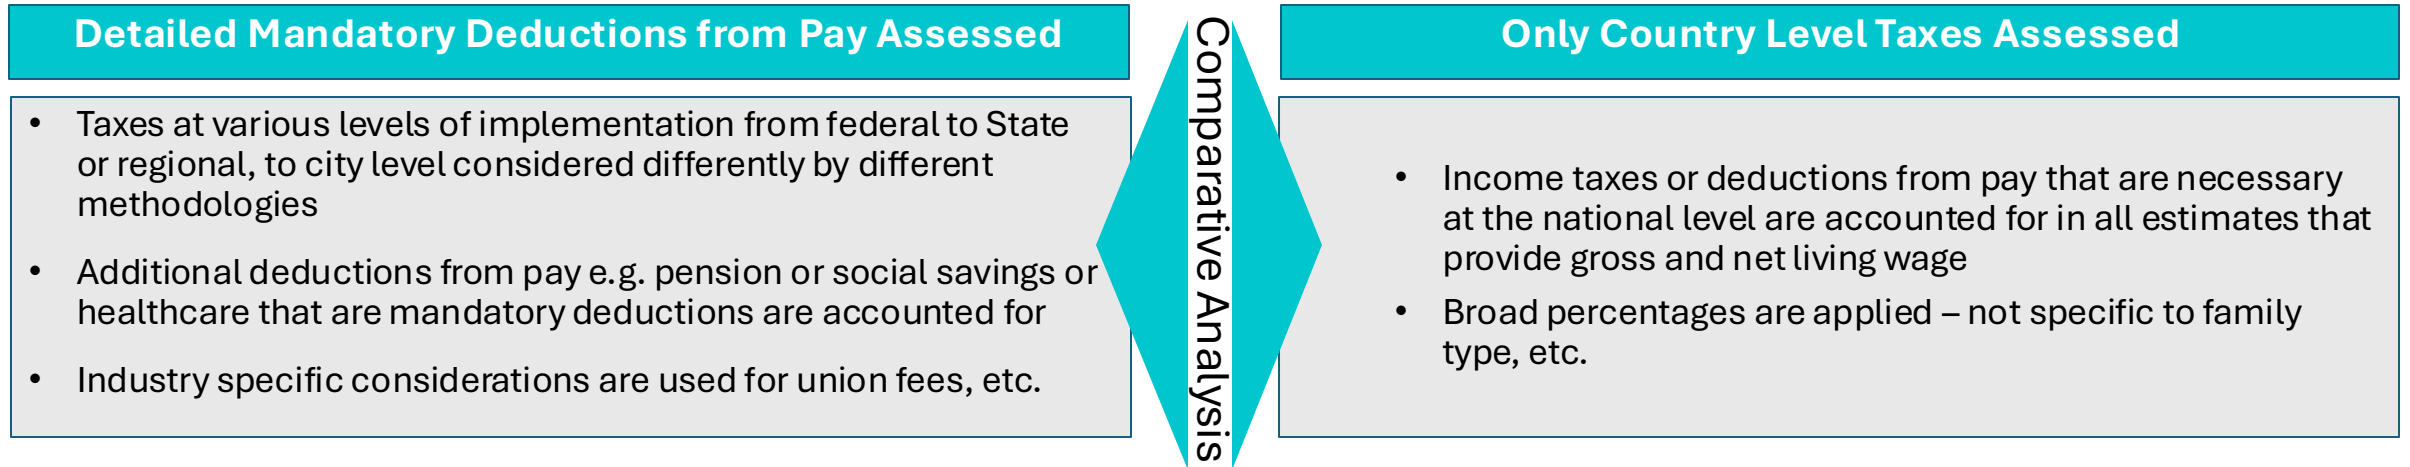 Detailed Mandatory Deductions from Pay Assessed
• Taxes at various levels of implementation from federal to State
or regional, to city level considered differently by different
methodologies
• Additional deductions from pay e.g. pension or social savings or
healthcare that are mandatory deductions are accounted for
• Industry specific considerations are used for union fees, etc.
Comparative Analysis
Only Country Level Taxes Assessed
• Income taxes or deductions from pay that are necessary
at the national level are accounted for in all estimates that
provide gross and net living wage
• Broad percentages are applied – not specific to family
type, etc.